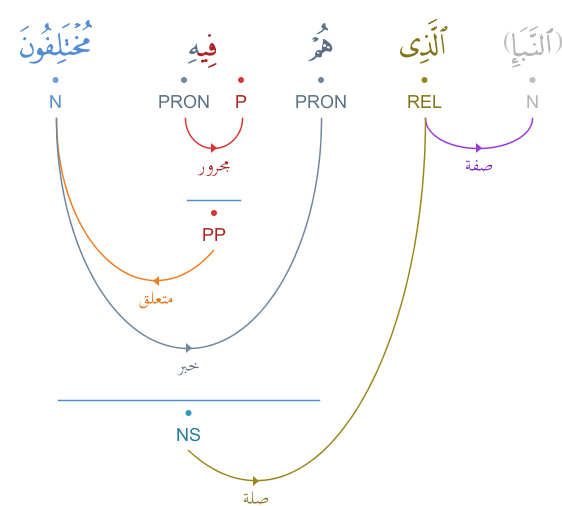 (ٱلنَّبَإِ) ٱلَّذِى هُمْ فِيهِ مُخْتَلِفُونَ
N REL PRON P PRON N
صفة
مجرور
PP
متعلق
خبر
NS
صلة